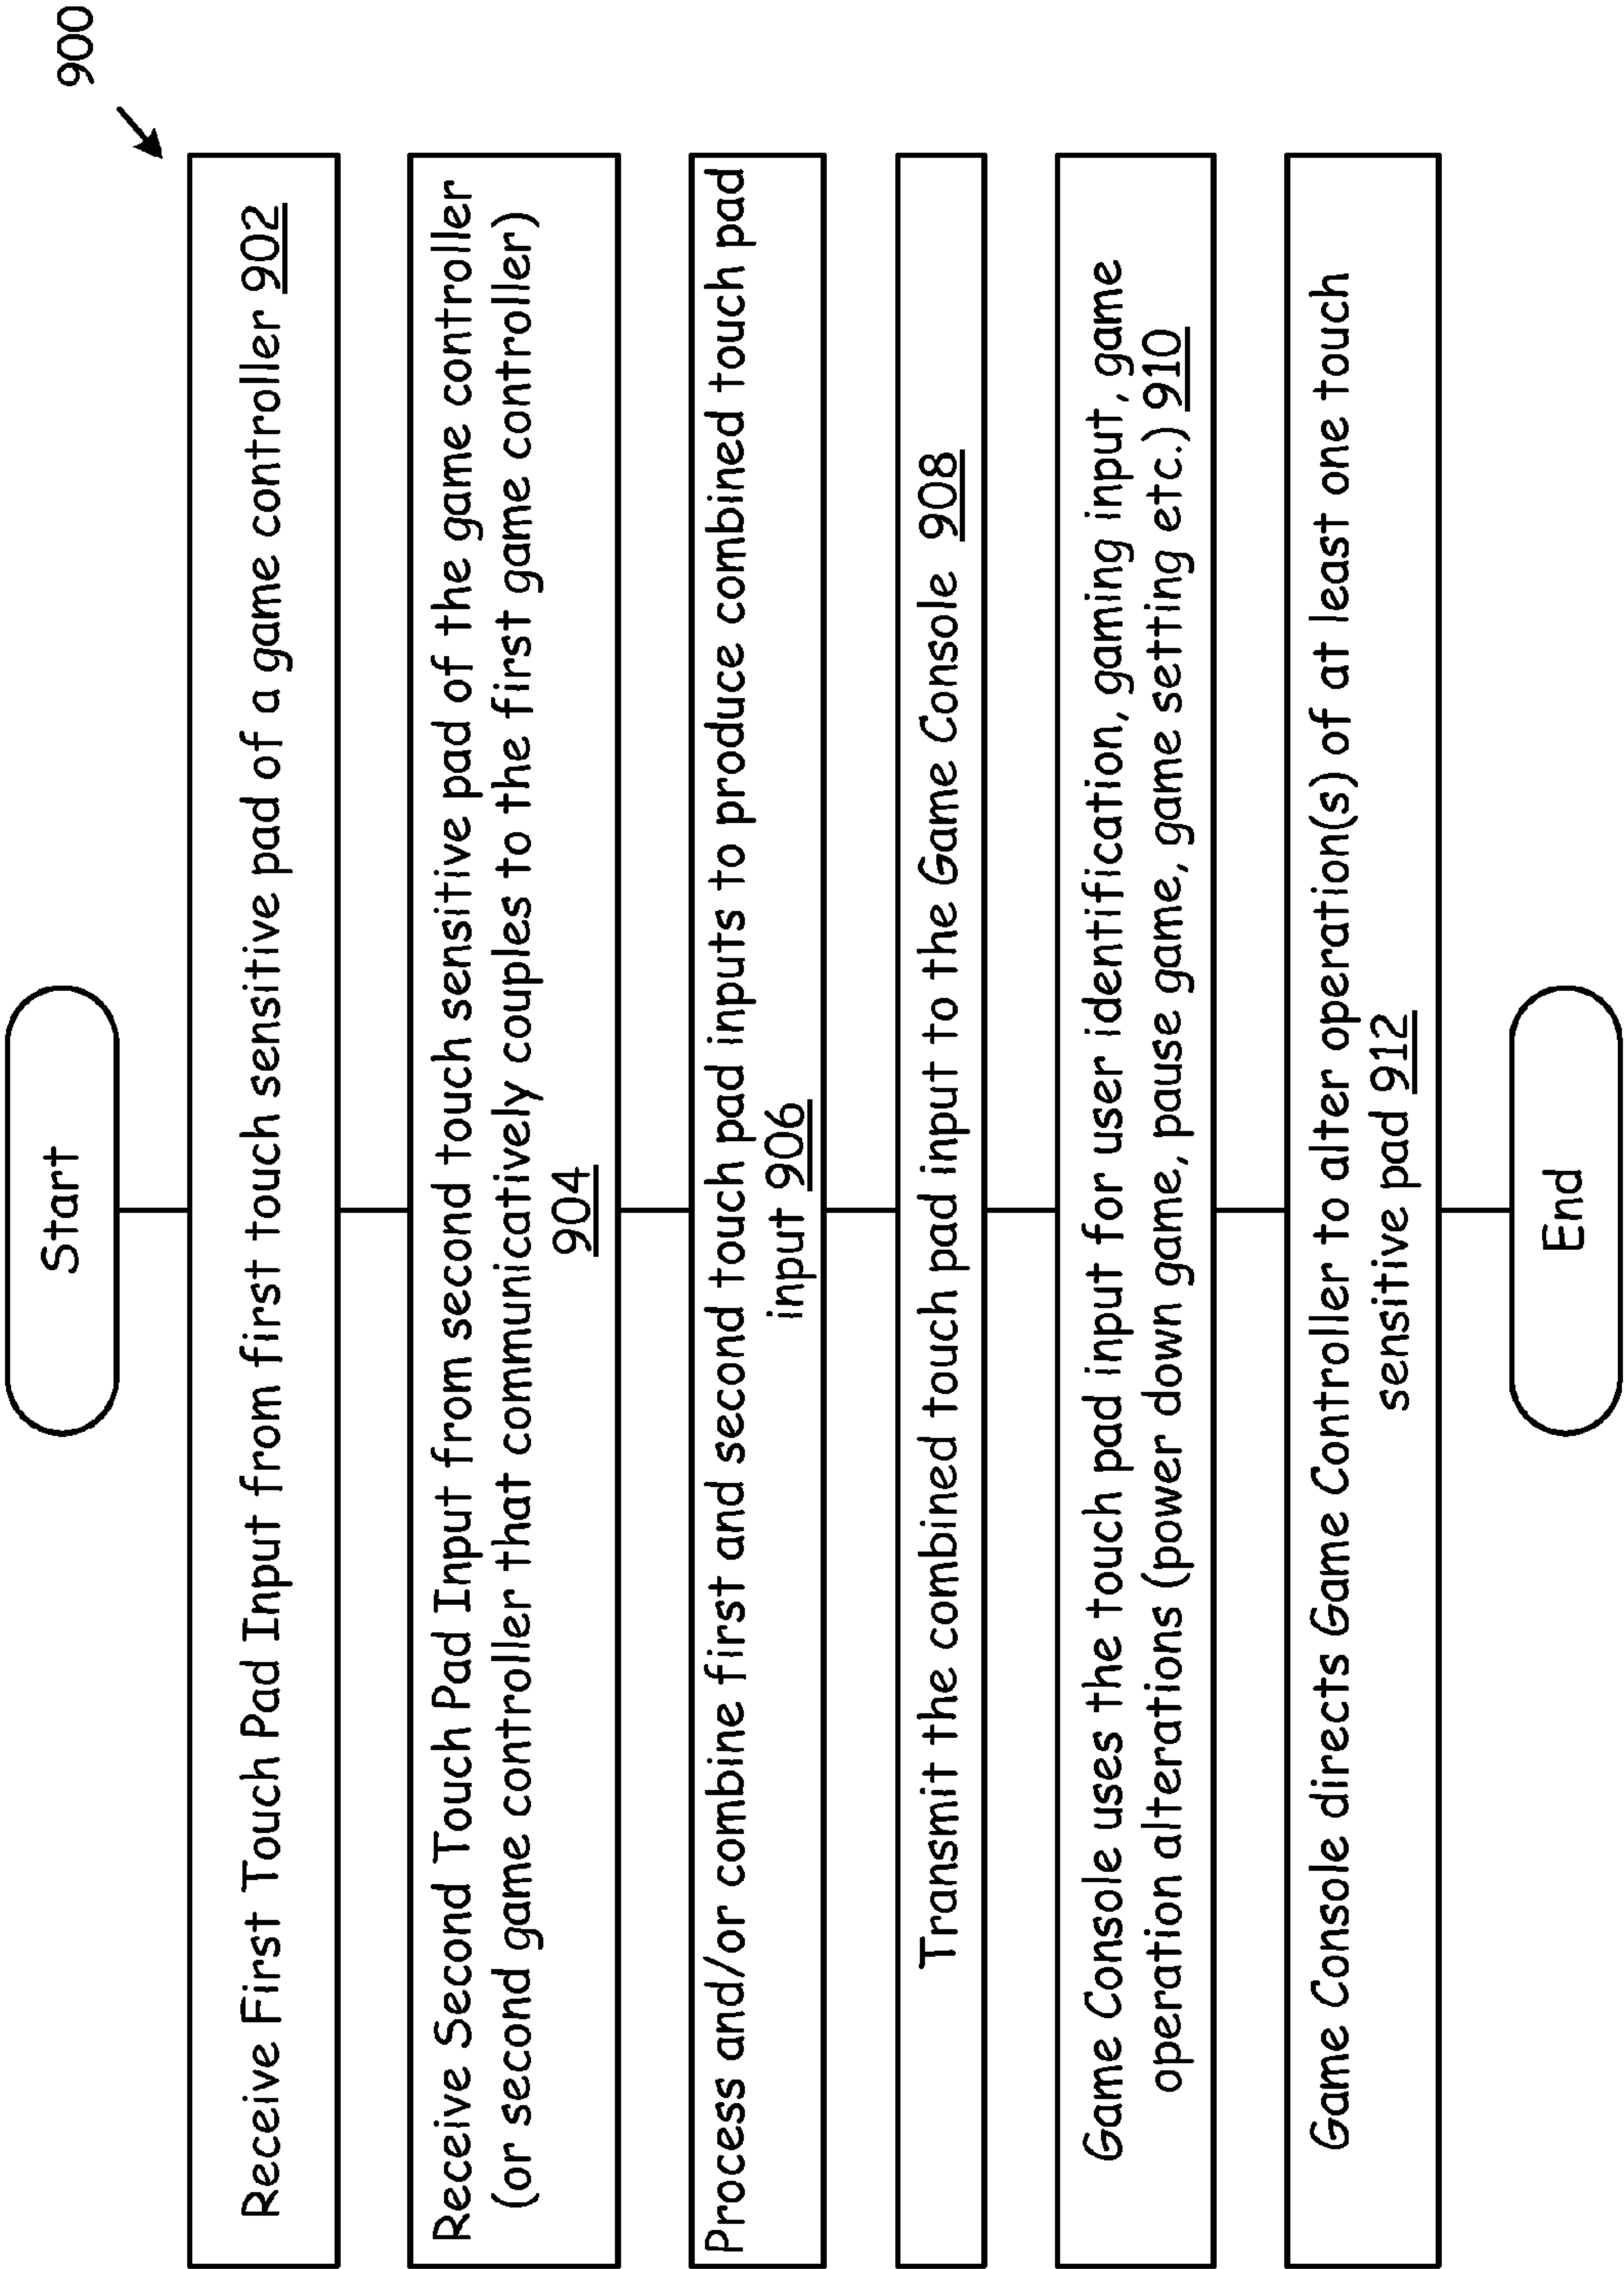 900
Start
Receive First Touch Pad Input from first touch sensitive pad of a game controller 902
Receive Second Touch Pad Input from second touch sensitive pad of the game controller
(or second game controller that communicatively couples to the first game controller)
904
Process and/or combine first and second touch pad inputs to produce combined touch pad
input 906
Transmit the combined touch pad input to the Game Console 908
Game Console uses the touch pad input for user identification, gaming input, game
operation alterations (power down game, pause game, game setting etc.) 910
Game Console directs Game Controller to alter operation(s) of at least one touch
sensitive pad 912
End